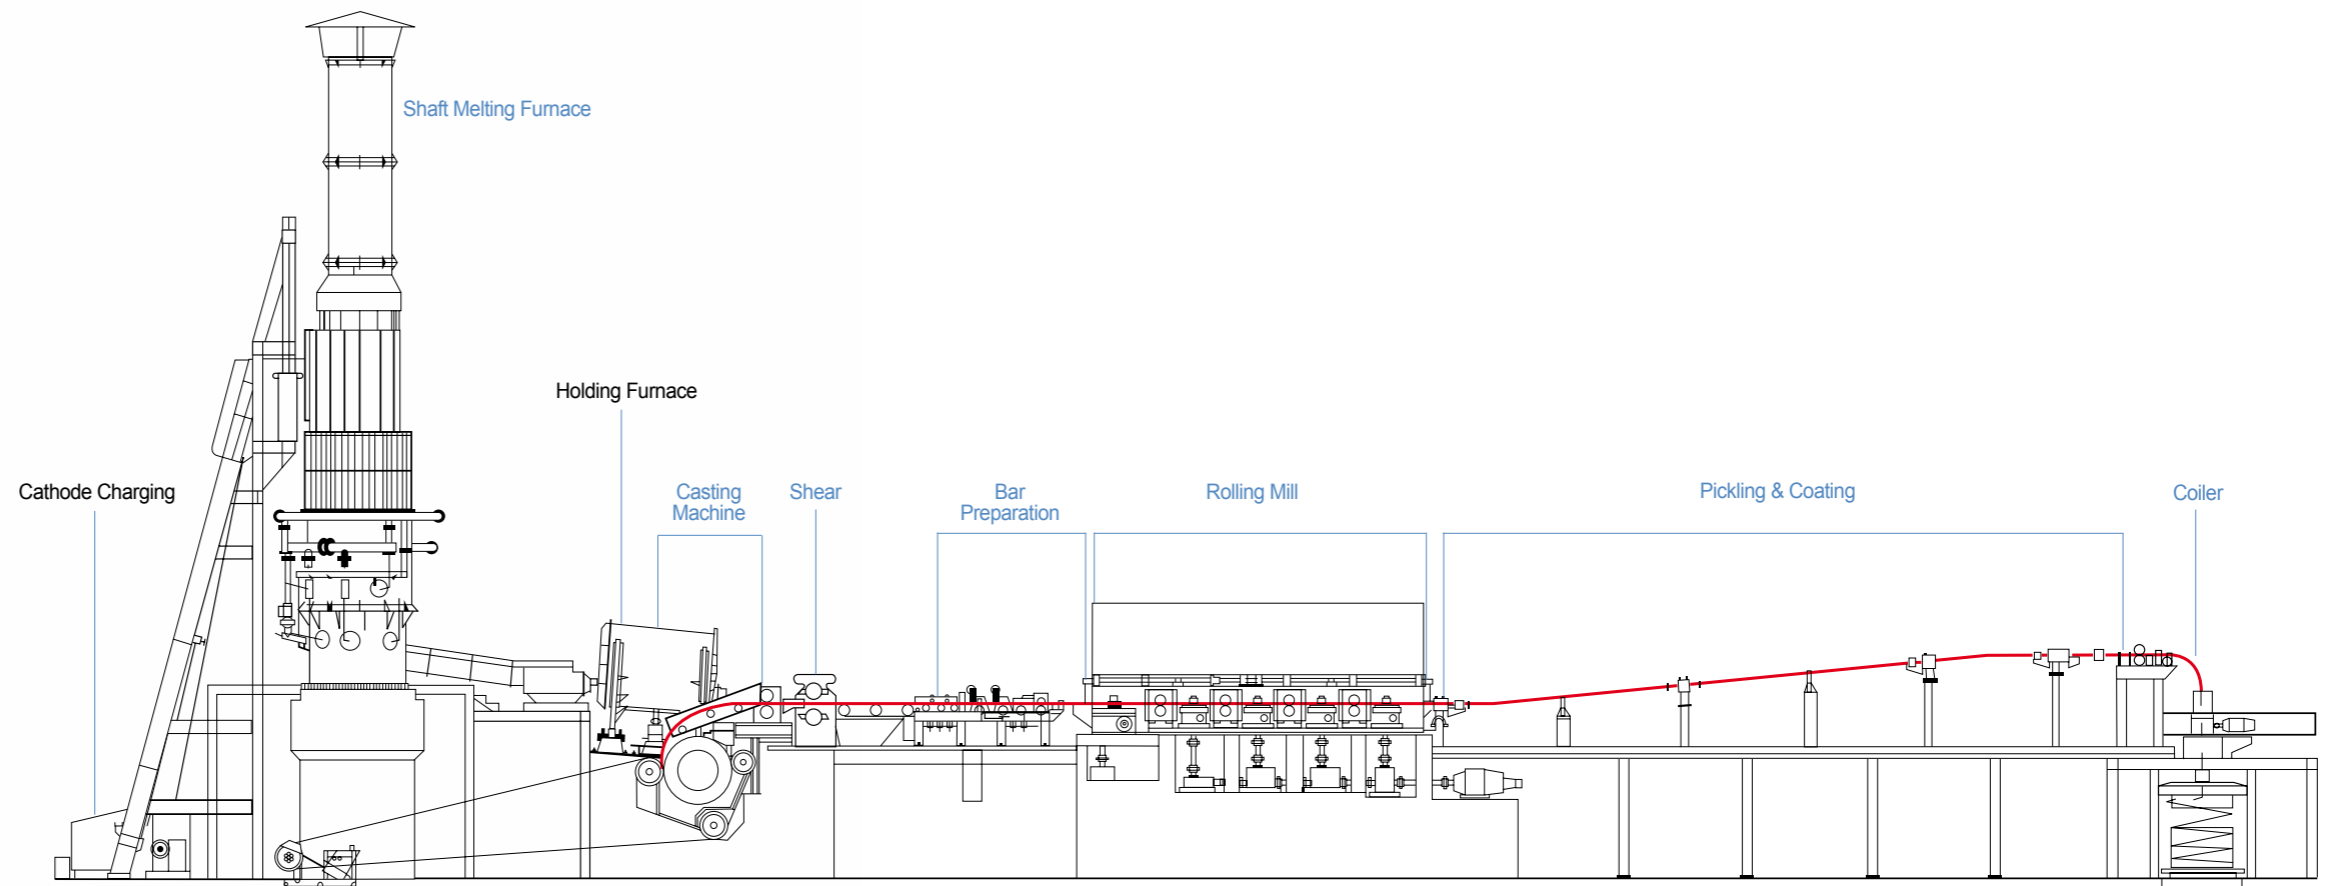 Shaft Melting Furnace
Holding Furnace
Cathode Charging
Casting
Machine
Shear
Bar
Preparation
Rolling Mill
Pickling & Coating
Coiler